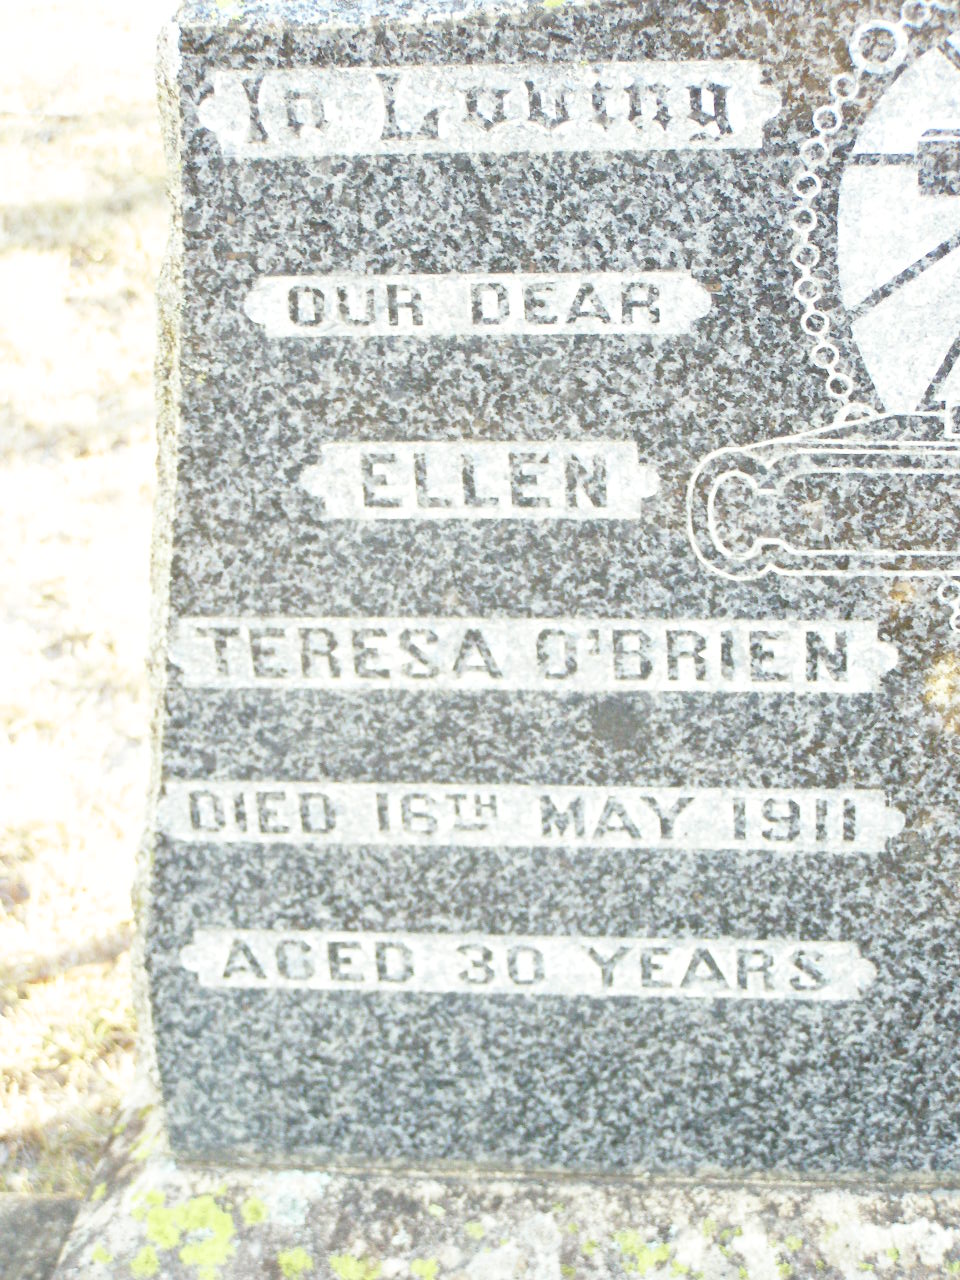 In Loving
OUR DEAR
ELLEN
TERESA O'BRIEN
DIED 16TH MAY 1911
AGED 30 YEARS